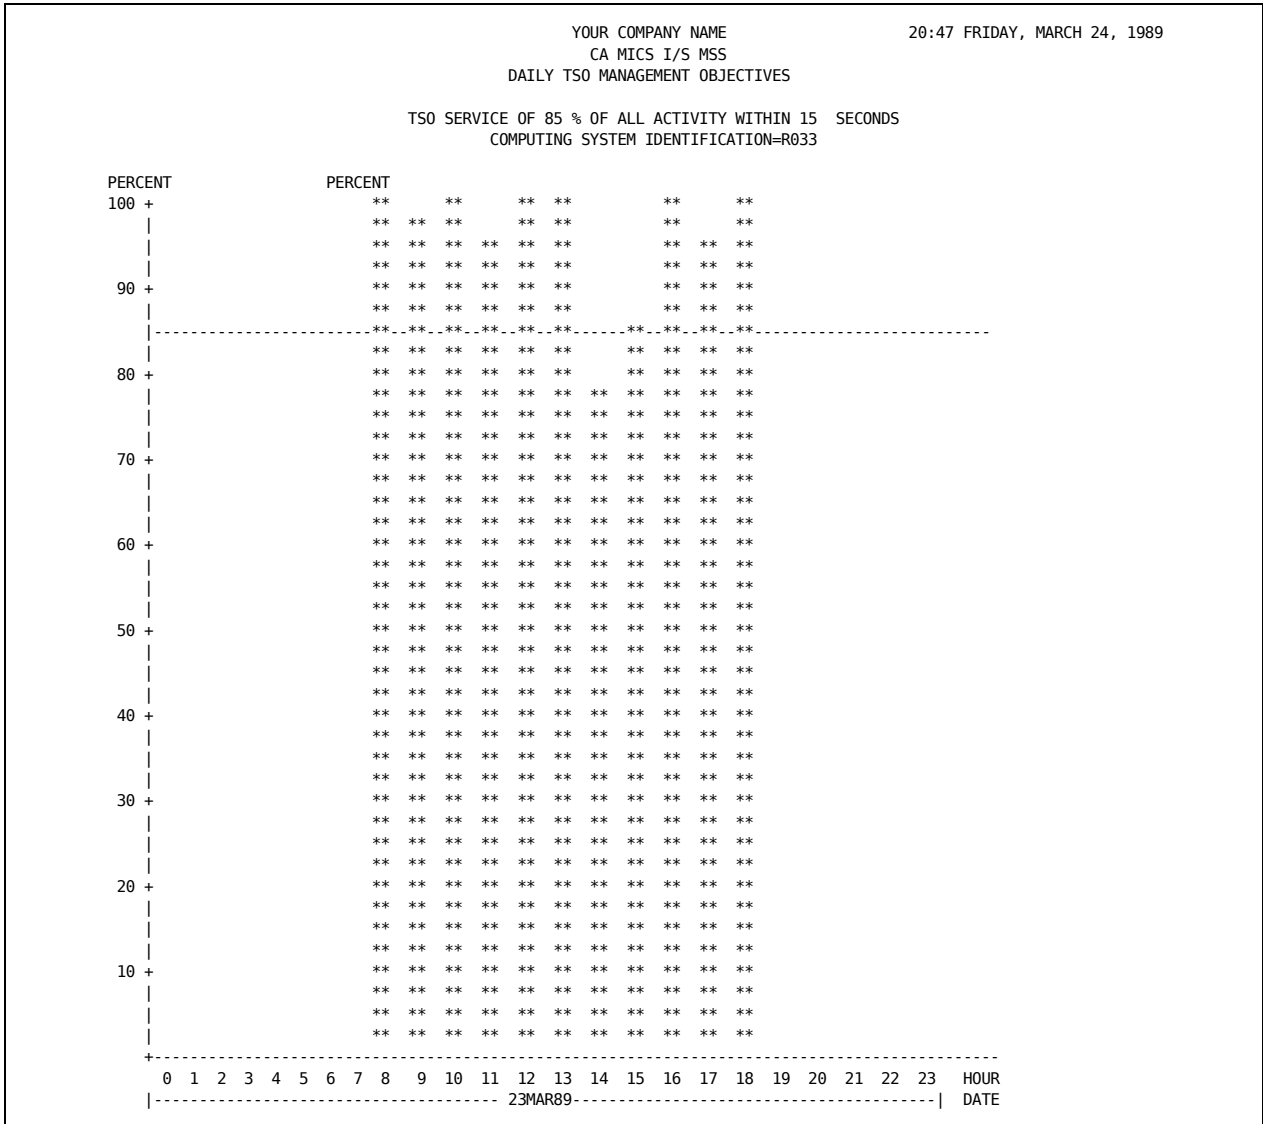 YOUR COMPANY NAME                    20:47 FRIDAY, MARCH 24, 1989
CA MICS I/S MSS
DAILY TSO MANAGEMENT OBJECTIVES
TSO SERVICE OF 85 % OF ALL ACTIVITY WITHIN 15  SECONDS
COMPUTING SYSTEM IDENTIFICATION=R033
PERCENT                 PERCENT
100 +                        **      **      **  **          **      **
    |                        **  **  **      **  **          **      **
    |                        **  **  **  **  **  **          **  **  **
    |                        **  **  **  **  **  **          **  **  **
 90 +                        **  **  **  **  **  **          **  **  **
    |                        **  **  **  **  **  **          **  **  **
    |------------------------**--**--**--**--**--**------**--**--**--**--------------------------
    |                        **  **  **  **  **  **      **  **  **  **
 80 +                        **  **  **  **  **  **      **  **  **  **
    |                        **  **  **  **  **  **  **  **  **  **  **
    |                        **  **  **  **  **  **  **  **  **  **  **
    |                        **  **  **  **  **  **  **  **  **  **  **
 70 +                        **  **  **  **  **  **  **  **  **  **  **
    |                        **  **  **  **  **  **  **  **  **  **  **
    |                        **  **  **  **  **  **  **  **  **  **  **
    |                        **  **  **  **  **  **  **  **  **  **  **
 60 +                        **  **  **  **  **  **  **  **  **  **  **
    |                        **  **  **  **  **  **  **  **  **  **  **
    |                        **  **  **  **  **  **  **  **  **  **  **
    |                        **  **  **  **  **  **  **  **  **  **  **
 50 +                        **  **  **  **  **  **  **  **  **  **  **
    |                        **  **  **  **  **  **  **  **  **  **  **
    |                        **  **  **  **  **  **  **  **  **  **  **
    |                        **  **  **  **  **  **  **  **  **  **  **
 40 +                        **  **  **  **  **  **  **  **  **  **  **
    |                        **  **  **  **  **  **  **  **  **  **  **
    |                        **  **  **  **  **  **  **  **  **  **  **
    |                        **  **  **  **  **  **  **  **  **  **  **
 30 +                        **  **  **  **  **  **  **  **  **  **  **
    |                        **  **  **  **  **  **  **  **  **  **  **
    |                        **  **  **  **  **  **  **  **  **  **  **
    |                        **  **  **  **  **  **  **  **  **  **  **
 20 +                        **  **  **  **  **  **  **  **  **  **  **
    |                        **  **  **  **  **  **  **  **  **  **  **
    |                        **  **  **  **  **  **  **  **  **  **  **
    |                        **  **  **  **  **  **  **  **  **  **  **
 10 +                        **  **  **  **  **  **  **  **  **  **  **
    |                        **  **  **  **  **  **  **  **  **  **  **
    |                        **  **  **  **  **  **  **  **  **  **  **
    |                        **  **  **  **  **  **  **  **  **  **  **
    +---------------------------------------------------------------------------------------------
      0  1  2  3  4  5  6  7  8   9  10  11  12  13  14  15  16  17  18  19  20  21  22  23   HOUR
    |-------------------------------------- 23MAR89----------------------------------------|  DATE